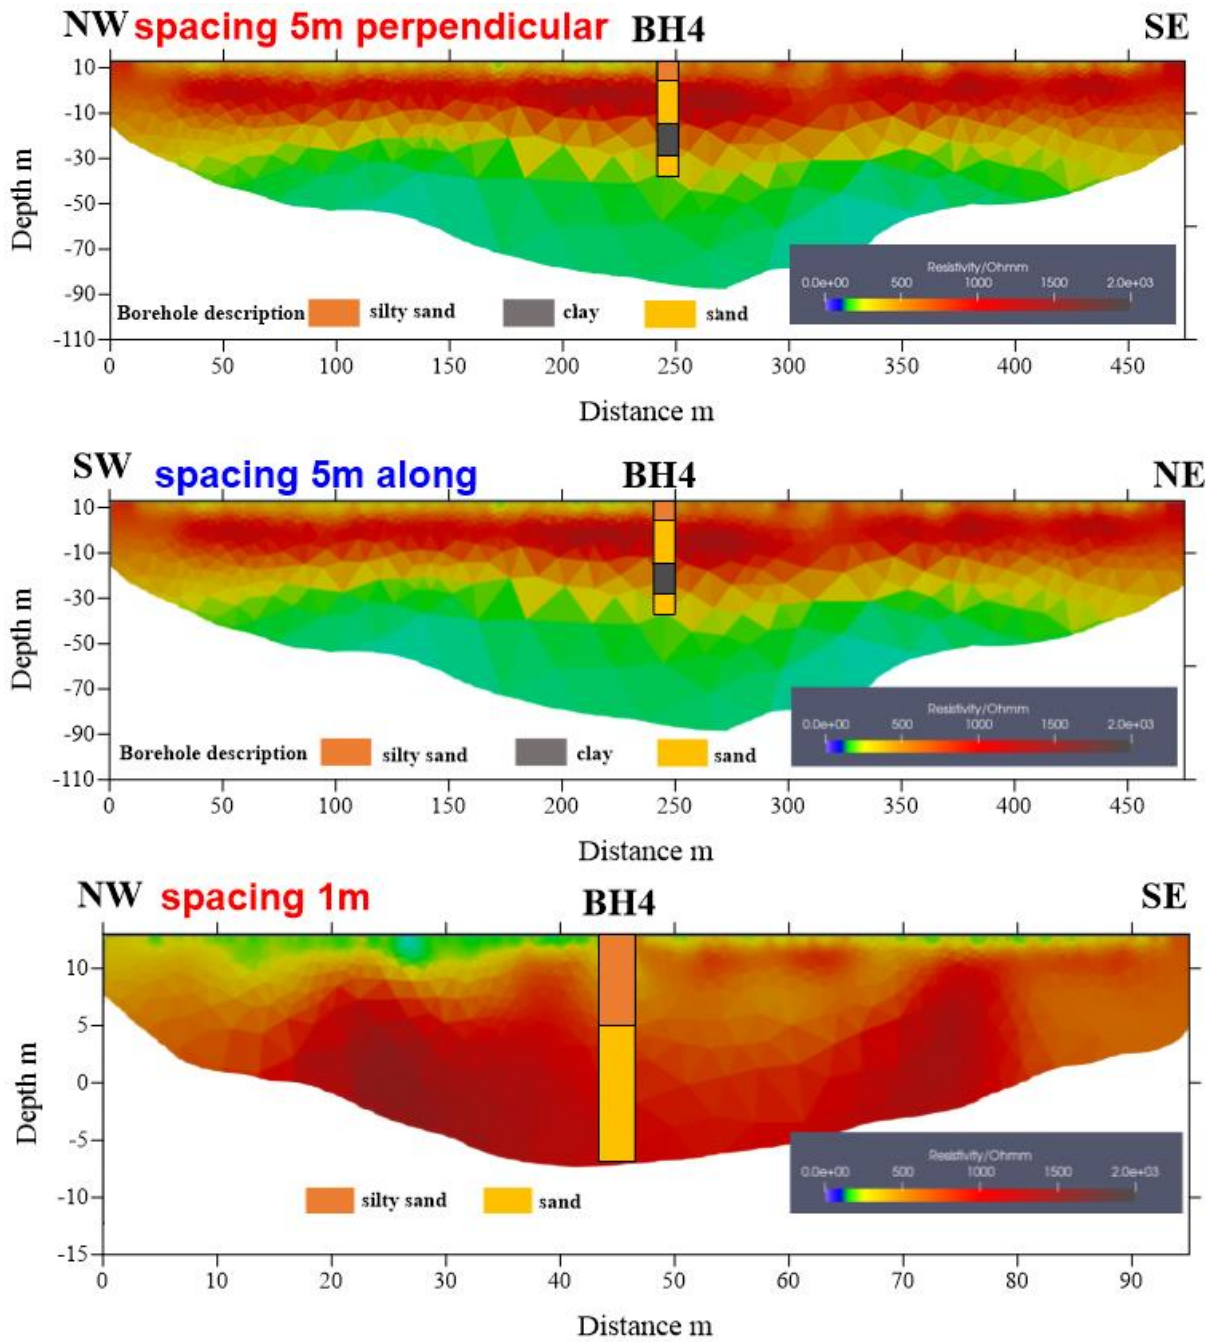 NW spacing 5m perpendicular BH4 SE
10
-10
-30
-50
-70
-90
-110
Depth m
Resistivity/Ohmm
0.0e+00 500 1000 1500 2.0e+03
Borehole description silty sand clay sand
0 50 100 150 200 250 300 350 400 450
Distance m
SW spacing 5m along BH4 NE
10
-10
-30
-50
-70
-90
-110
Depth m
Resistivity/Ohmm
0.0e+00 500 1000 1500 2.0e+03
Borehole description silty sand clay sand
0 50 100 150 200 250 300 350 400 450
Distance m
NW spacing 1m BH4 SE
10
5
0
-5
-10
-15
Depth m
Resistivity/Ohmm
0.0e+00 500 1000 1500 2.0e+03
silty sand sand
0 10 20 30 40 50 60 70 80 90
Distance m